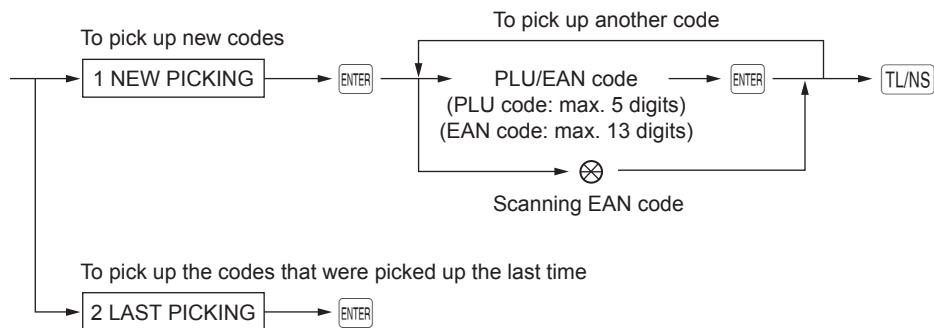 To pick up another code
To pick up new codes
1 NEW PICKING
ENTER
PLU/EAN code
ENTER
TL/NS
(PLU code: max. 5 digits)
(EAN code: max. 13 digits)
Scanning EAN code
To pick up the codes that were picked up the last time
2 LAST PICKING
ENTER